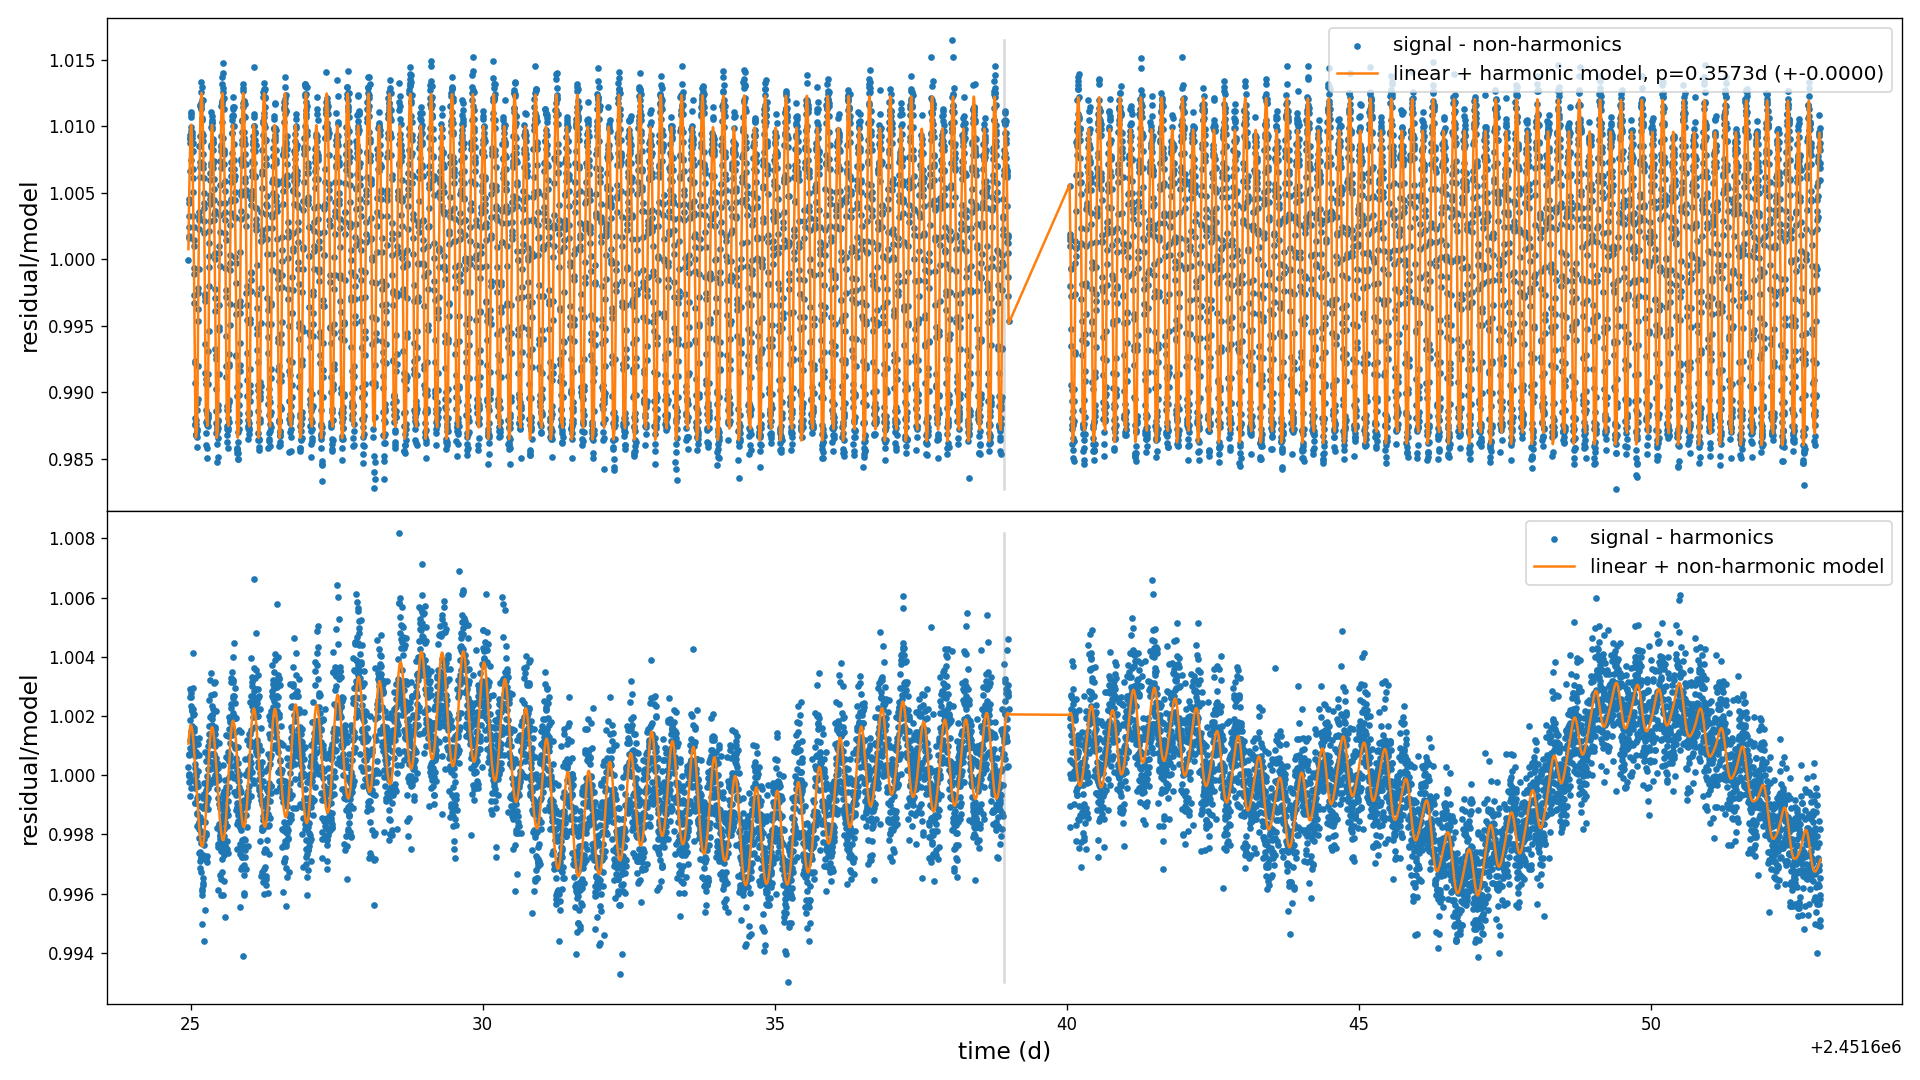 signal - non-harmonics
linear + harmonic model, p=0.3573d (+-0.0000)
1.015
1.010
1.005
1.000
0.995
0.990
0.985
residual/model
signal - harmonics
linear + non-harmonic model
1.008
1.006
1.004
1.002
1.000
0.998
0.996
0.994
residual/model
25
30
35
40
45
50
time (d)
+2.4516e6